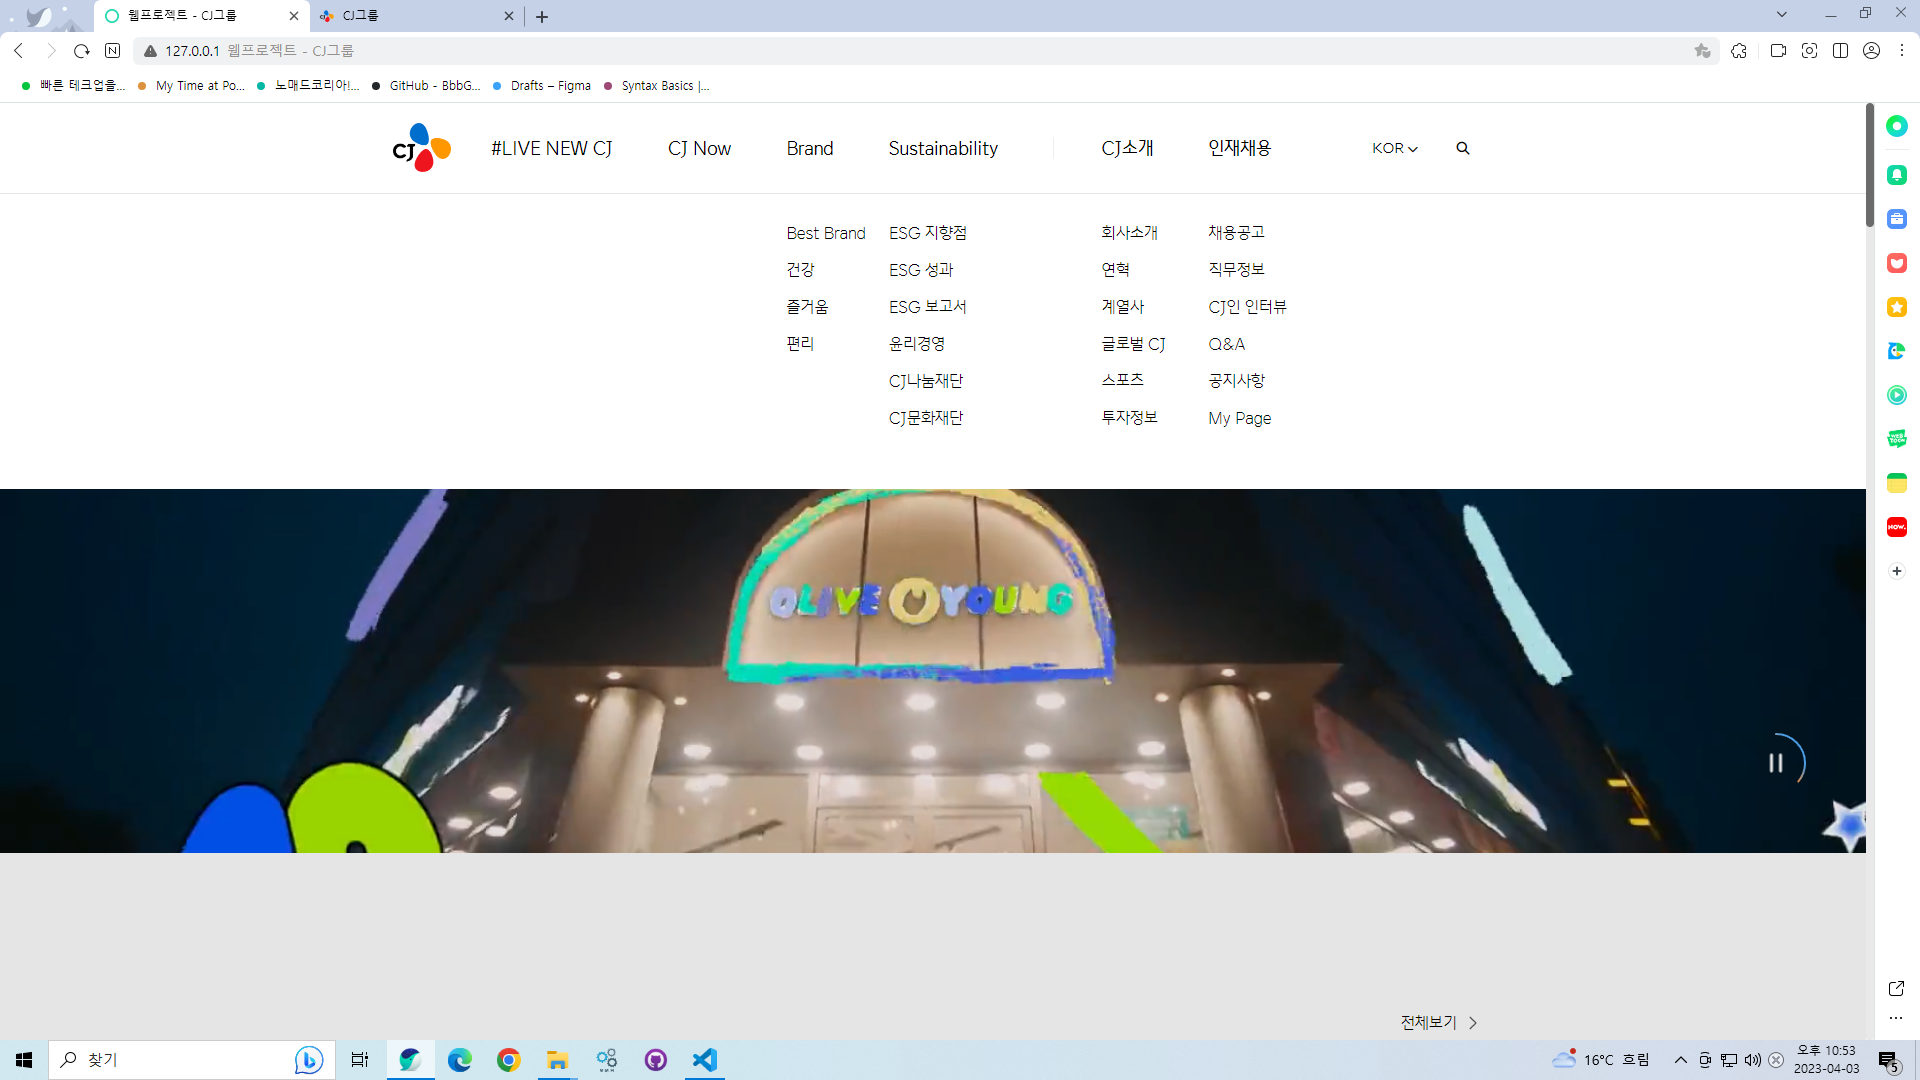 웹프로젝트 - CJ그룹
CJ그룹
127.0.0.1 웹프로젝트 - CJ그룹
빠른 테크업을...
My Time at Po...
노매드코리아!...
GitHub - BbbG...
Drafts – Figma
Syntax Basics |...
CJ
#LIVE NEW CJ
CJ Now
Brand
Sustainability
CJ소개
인재채용
KOR
Best Brand
건강
즐거움
편리
ESG 지향점
ESG 성과
ESG 보고서
윤리경영
CJ나눔재단
CJ문화재단
회사소개
연혁
계열사
글로벌 CJ
스포츠
투자정보
채용공고
직무정보
CJ인 인터뷰
Q&A
공지사항
My Page
OLIVE YOUNG
전체보기
WEB
TOON
NOW.
찾기
16°C 흐림
오후 10:53
2023-04-03
5